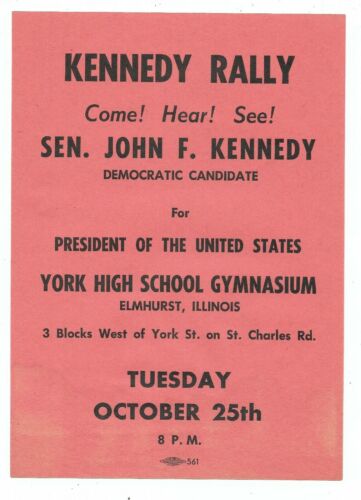 KENNEDY RALLY
Come! Hear! See!
SEN. JOHN F. KENNEDY
DEMOCRATIC CANDIDATE
For
PRESIDENT OF THE UNITED STATES
YORK HIGH SCHOOL GYMNASIUM
ELMHURST, ILLINOIS
3 Blocks West of York St. on St. Charles Rd.
TUESDAY
OCTOBER 25th
8 P.M.
561